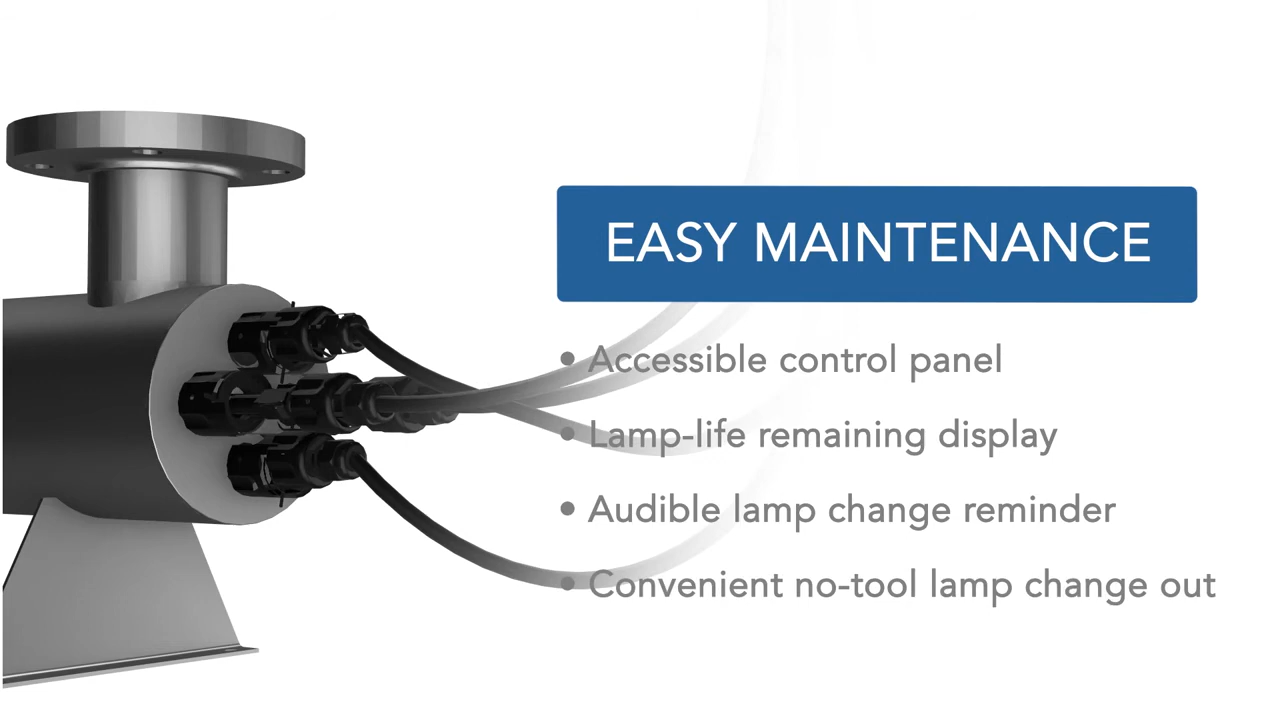 EASY MAINTENANCE
• Accessible control panel
• Lamp-life remaining display
• Audible lamp change reminder
• Convenient no-tool lamp change out